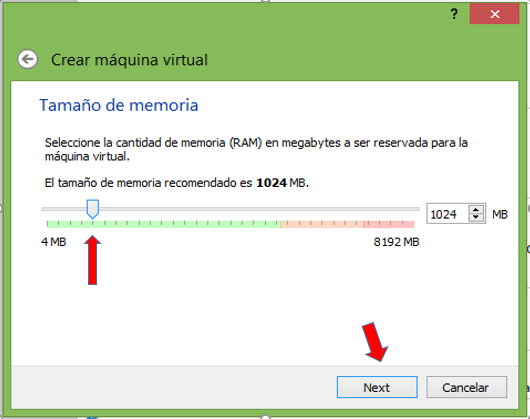 ?
Crear máquina virtual
Tamaño de memoria
Seleccione la cantidad de memoria (RAM) en megabytes a ser reservada para la
máquina virtual.
El tamaño de memoria recomendado es 1024 MB.
1024 MB
4 MB 8192 MB
Next Cancelar